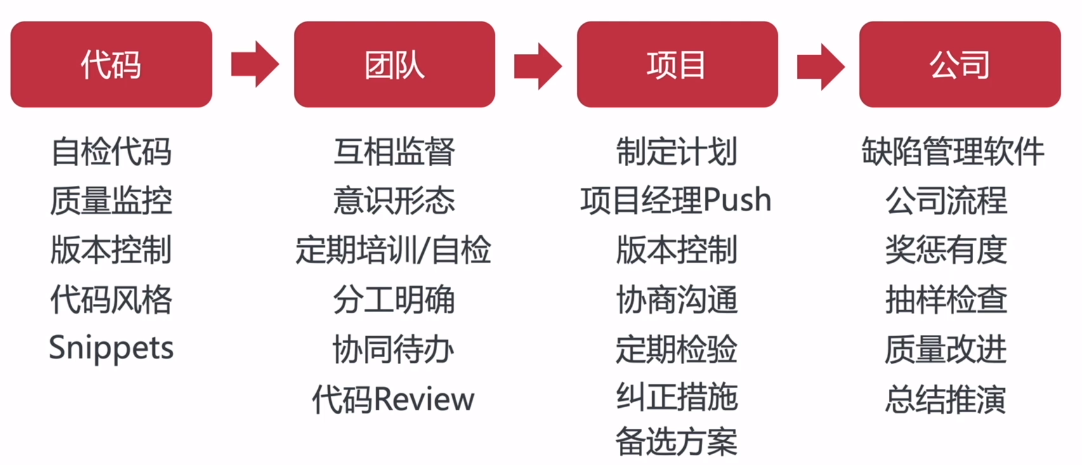 代码
团队
项目
公司
自检代码
质量监控
版本控制
代码风格
Snippets
互相监督
意识形态
定期培训/自检
分工明确
协同待办
代码Review
制定计划
项目经理Push
版本控制
协商沟通
定期检验
纠正措施
备选方案
缺陷管理软件
公司流程
奖惩有度
抽样检查
质量改进
总结推演